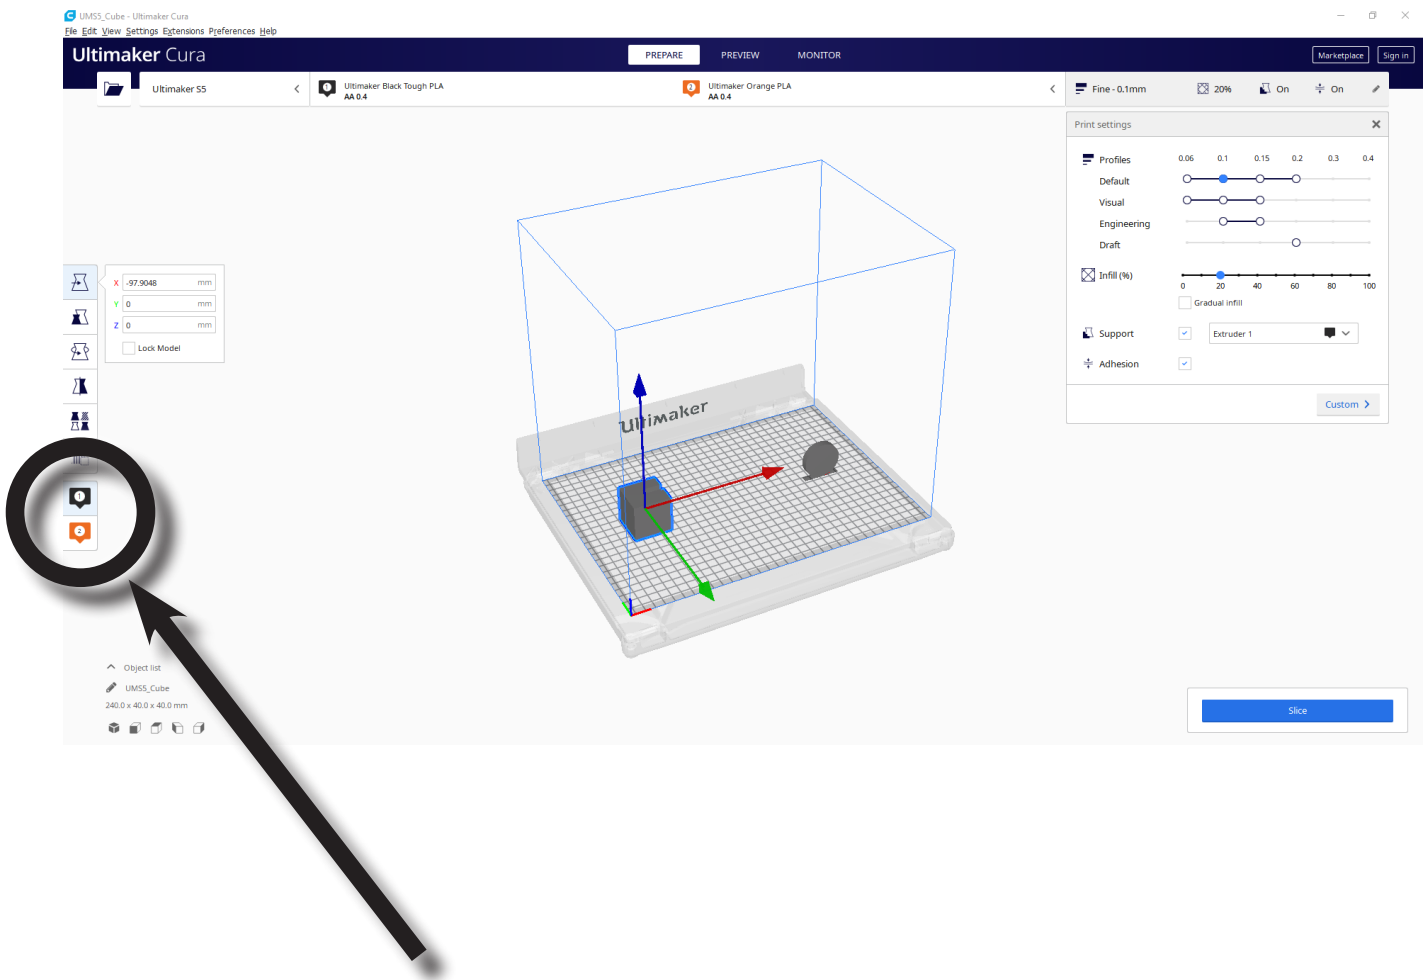 UMS5_Cube - Ultimaker Cura
File Edit View Settings Extensions Preferences Help
Ultimaker Cura
PREPARE
PREVIEW
MONITOR
Marketplace
Sign in
Ultimaker S5
1
Ultimaker Black Tough PLA
AA 0.4
2
Ultimaker Orange PLA
AA 0.4
Fine - 0.1mm
20%
On
On
Print settings
Profiles 0.06 0.1 0.15 0.2 0.3 0.4
Default
Visual
Engineering
Draft
Infill (%)
0 20 40 60 80 100
Gradual infill
Support
Extruder 1
Adhesion
Custom
X -97.9048 mm
Y 0 mm
Z 0 mm
Lock Model
Ultimaker
1
2
Object list
UMS5_Cube
240.0 x 40.0 x 40.0 mm
Slice